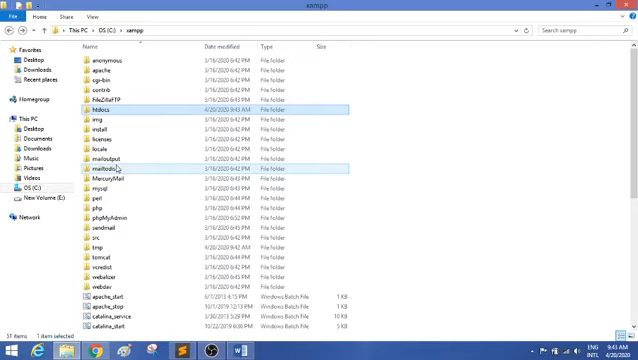 xampp
File Home Share View
This PC OS (C:) xampp Search xampp
Name Date modified Type Size
Favorites
Desktop
Downloads
Recent places
Homegroup
This PC
Desktop
Documents
Downloads
Music
Pictures
Videos
OS (C:)
New Volume (E:)
Network
anonymous 3/16/2020 6:42 PM File folder
apache 3/16/2020 6:42 PM File folder
cgi-bin 3/16/2020 6:42 PM File folder
contrib 3/16/2020 6:42 PM File folder
FileZillaFTP 3/16/2020 6:42 PM File folder
htdocs 4/20/2020 9:43 AM File folder
img 3/16/2020 6:42 PM File folder
install 3/16/2020 6:42 PM File folder
licenses 3/16/2020 6:42 PM File folder
locale 3/16/2020 6:42 PM File folder
mailoutput 3/16/2020 6:42 PM File folder
mailtodisk 3/16/2020 6:42 PM File folder
MercuryMail 3/16/2020 6:42 PM File folder
mysql 3/16/2020 6:42 PM File folder
perl 3/16/2020 6:44 PM File folder
php 3/16/2020 6:44 PM File folder
phpMyAdmin 3/16/2020 6:52 PM File folder
sendmail 3/16/2020 6:42 PM File folder
src 3/16/2020 6:42 PM File folder
tmp 4/20/2020 9:42 AM File folder
tomcat 3/16/2020 6:42 PM File folder
vcredist 3/16/2020 6:42 PM File folder
webalizer 3/16/2020 6:42 PM File folder
webdav 3/16/2020 6:42 PM File folder
apache_start 6/7/2013 4:15 PM Windows Batch File 1 KB
apache_stop 10/1/2019 12:13 PM Windows Batch File 1 KB
catalina_service 3/30/2013 5:29 PM Windows Batch File 10 KB
catalina_start 10/22/2019 6:36 PM Windows Batch File 6 KB
51 items 1 item selected
ENG 9:43 AM
INTL 4/20/2020